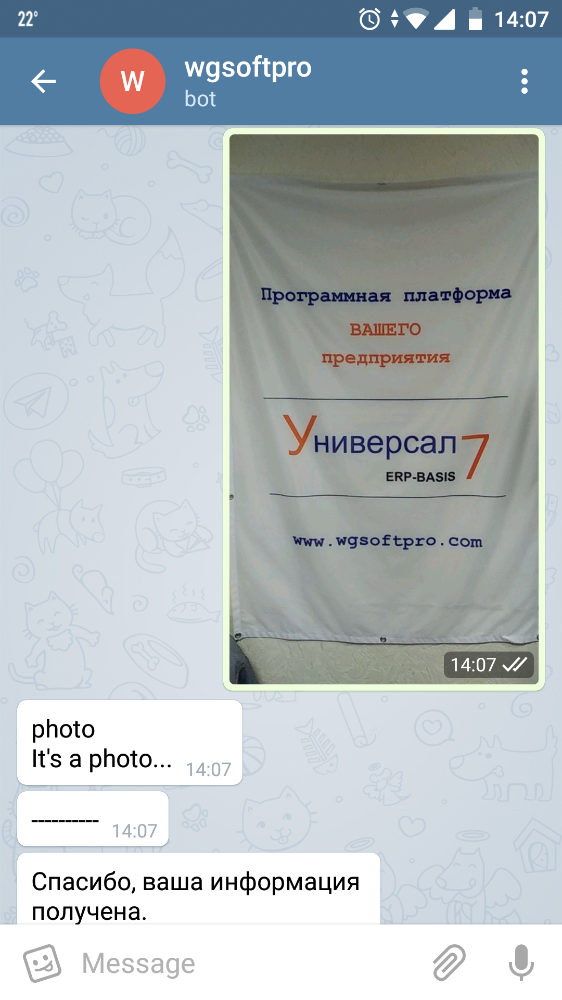 22°
14:07
W
wgsoftpro
bot
Программная платформа
ВАШЕГО
предприятия
Универсал 7
ERP-BASIS
www.wgsoftpro.com
14:07
photo
It's a photo...
14:07
----------
14:07
Спасибо, ваша информация
получена.
Message